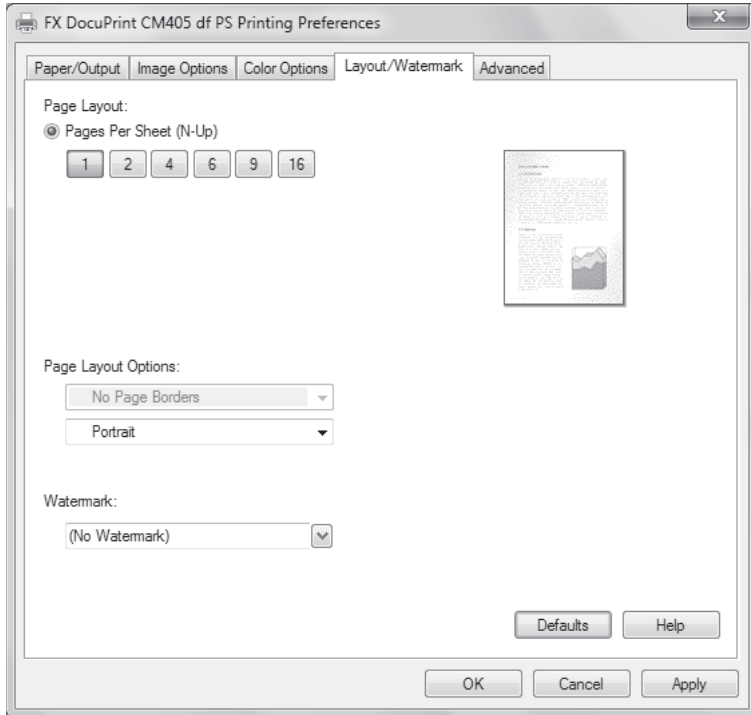 FX DocuPrint CM405 df PS Printing Preferences
Paper/Output Image Options Color Options Layout/Watermark Advanced
Page Layout:
Pages Per Sheet (N-Up)
1 2 4 6 9 16
Page Layout Options:
No Page Borders
Portrait
Watermark:
(No Watermark)
Defaults Help
OK Cancel Apply